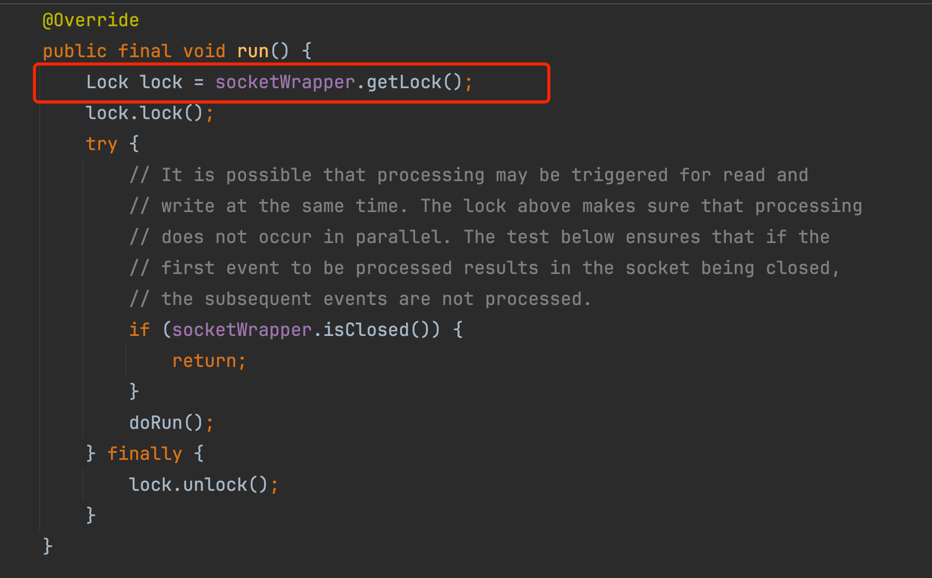 @Override
public final void run() {
Lock lock = socketWrapper.getLock();
lock.lock();
try {
// It is possible that processing may be triggered for read and
// write at the same time. The lock above makes sure that processing
// does not occur in parallel. The test below ensures that if the
// first event to be processed results in the socket being closed,
// the subsequent events are not processed.
if (socketWrapper.isClosed()) {
return;
}
doRun();
} finally {
lock.unlock();
}
}